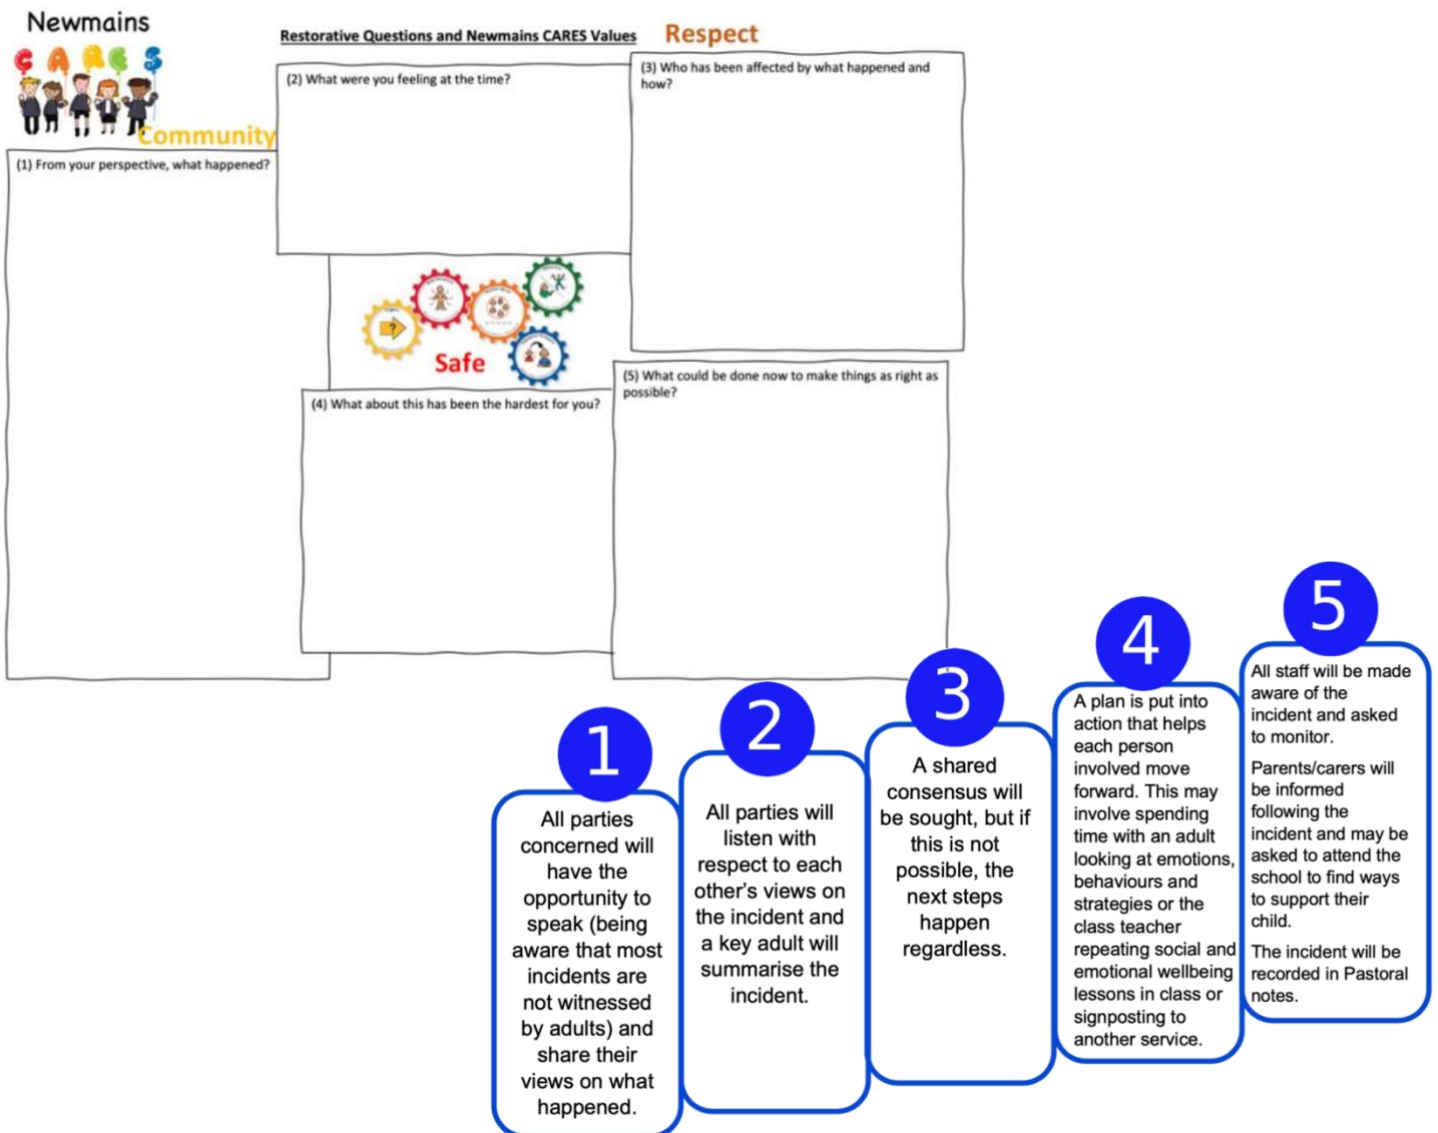 Newmains
CARES
Community
Restorative Questions and Newmains CARES Values
Respect
(1) From your perspective, what happened?
(2) What were you feeling at the time?
(3) Who has been affected by what happened and
how?
Safe
(4) What about this has been the hardest for you?
(5) What could be done now to make things as right as
possible?
1
All parties
concerned will
have the
opportunity to
speak (being
aware that most
incidents are
not witnessed
by adults) and
share their
views on what
happened.
2
All parties will
listen with
respect to each
other's views on
the incident and
a key adult will
summarise the
incident.
3
A shared
consensus will
be sought, but if
this is not
possible, the
next steps
happen
regardless.
4
A plan is put into
action that helps
each person
involved move
forward. This may
involve spending
time with an adult
looking at emotions,
behaviours and
strategies or the
class teacher
repeating social and
emotional wellbeing
lessons in class or
signposting to
another service.
5
All staff will be made
aware of the
incident and asked
to monitor.
Parents/carers will
be informed
following the
incident and may be
asked to attend the
school to find ways
to support their
child.
The incident will be
recorded in Pastoral
notes.